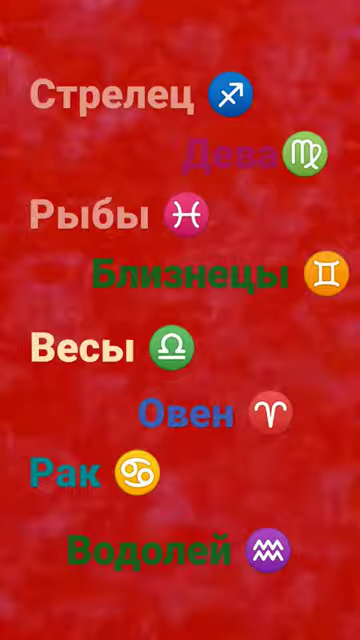 Стрелец ♐
Дева♍
Рыбы ♓
Близнецы ♊
Весы ♎
Овен ♈
Рак ♋
Водолей ♒